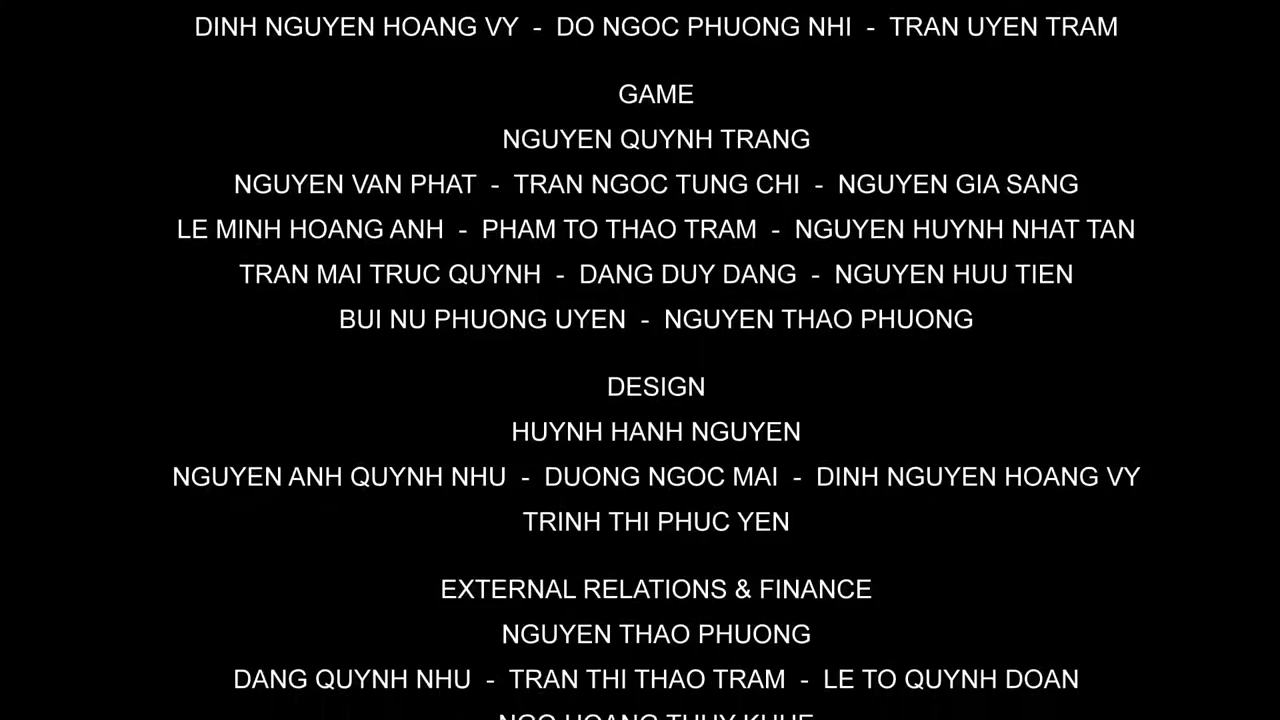 DINH NGUYEN HOANG VY - DO NGOC PHUONG NHI - TRAN UYEN TRAM
GAME
NGUYEN QUYNH TRANG
NGUYEN VAN PHAT - TRAN NGOC TUNG CHI - NGUYEN GIA SANG
LE MINH HOANG ANH - PHAM TO THAO TRAM - NGUYEN HUYNH NHAT TAN
TRAN MAI TRUC QUYNH - DANG DUY DANG - NGUYEN HUU TIEN
BUI NU PHUONG UYEN - NGUYEN THAO PHUONG
DESIGN
HUYNH HANH NGUYEN
NGUYEN ANH QUYNH NHU - DUONG NGOC MAI - DINH NGUYEN HOANG VY
TRINH THI PHUC YEN
EXTERNAL RELATIONS & FINANCE
NGUYEN THAO PHUONG
DANG QUYNH NHU - TRAN THI THAO TRAM - LE TO QUYNH DOAN
NGO HOANG THUY KHUE